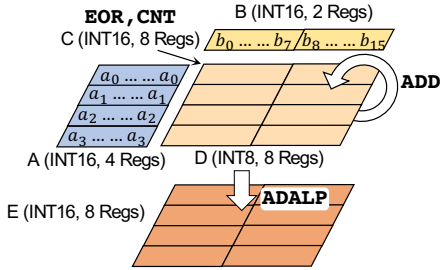 EOR,CNT
B (INT16, 2 Regs)
C (INT16, 8 Regs)
b0 ... ... b7 b8 ... ... b15
a0 ... ... a0
a1 ... ... a1
a2 ... ... a2
a3 ... ... a3
ADD
A (INT16, 4 Regs)
D (INT8, 8 Regs)
ADALP
E (INT16, 8 Regs)